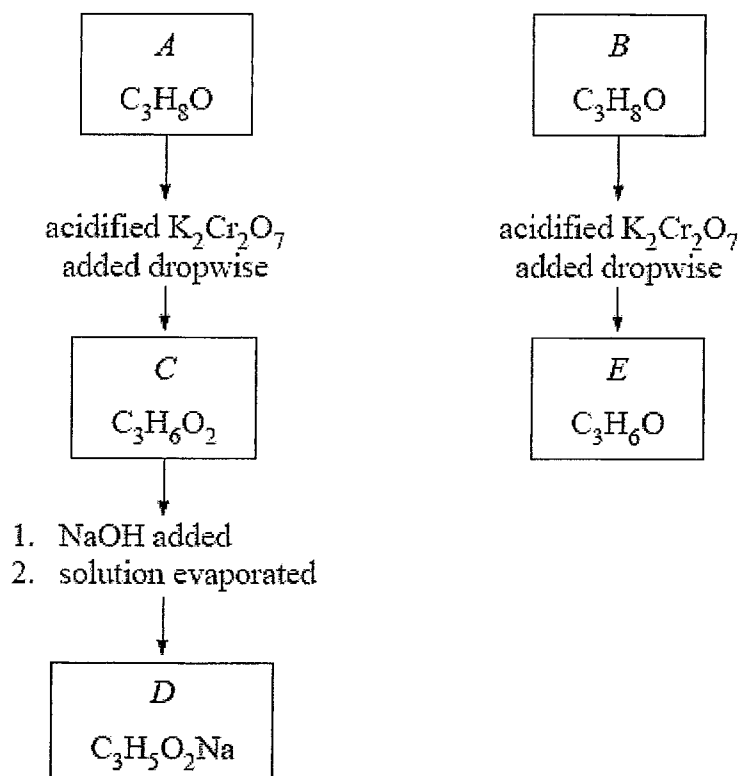 A
C₃H₈O
acidified K₂Cr₂O₇
added dropwise
C
C₃H₆O₂
1. NaOH added
2. solution evaporated
D
C₃H₅O₂Na
B
C₃H₈O
acidified K₂Cr₂O₇
added dropwise
E
C₃H₆O